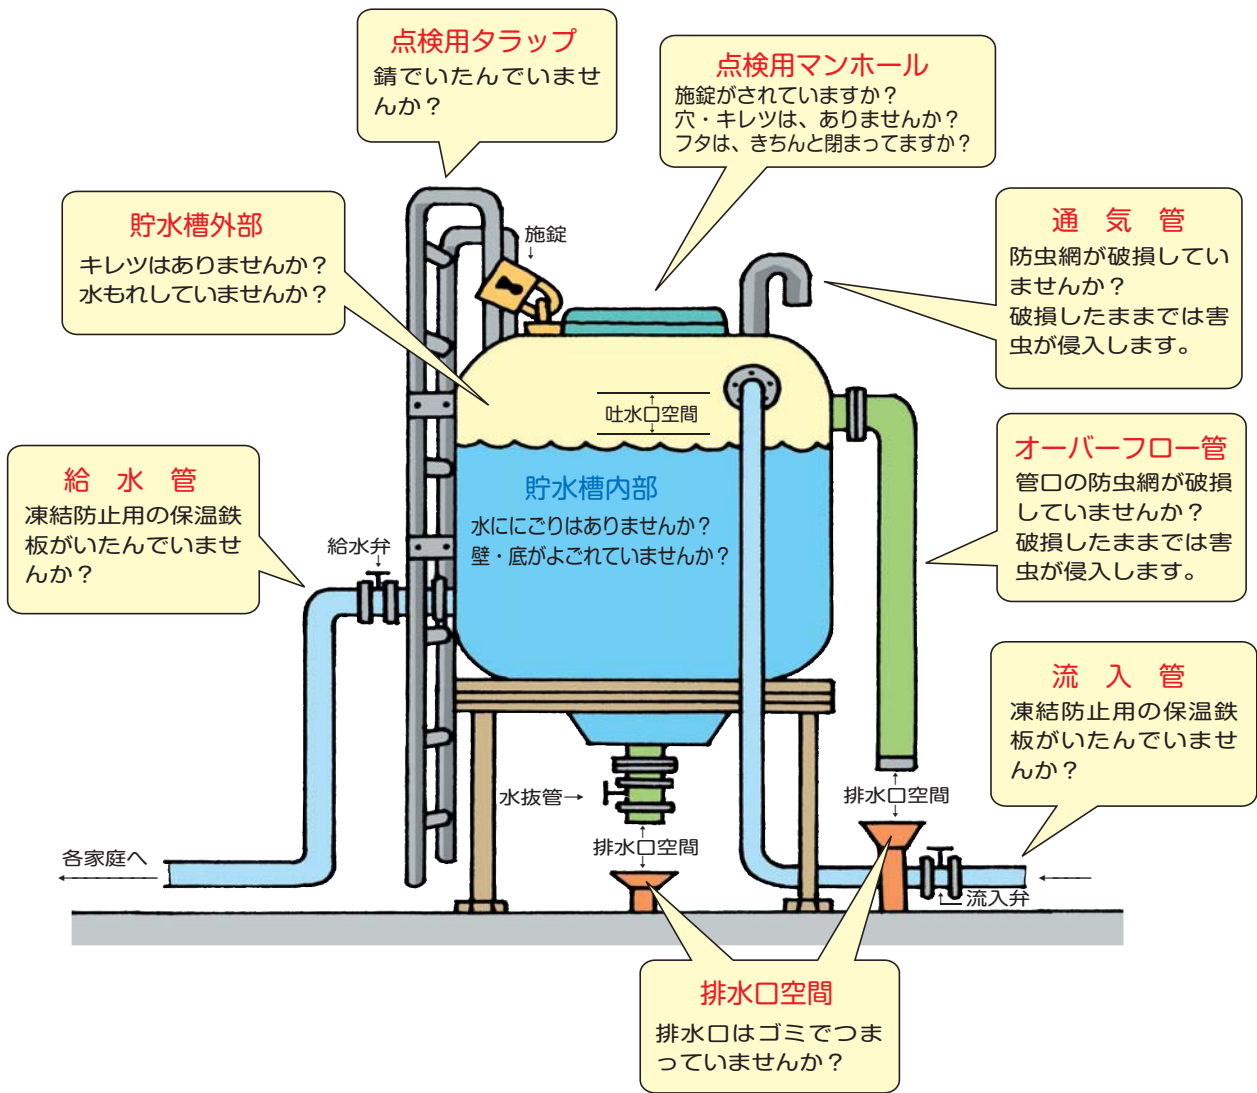 点検用タラップ
錆でいたんでいませ
んか？
点検用マンホール
施錠がされていますか？
穴・キレツは、ありませんか？
フタは、きちんと閉まってますか？
貯水槽外部
キレツはありませんか？
水もれしていませんか？
施錠
通気管
防虫網が破損してい
ませんか？
破損したままでは害
虫が侵入します。
吐水口空間
オーバーフロー管
管口の防虫網が破損
していませんか？
破損したままでは害
虫が侵入します。
給水管
凍結防止用の保温鉄
板がいたんでいませ
んか？
給水弁
貯水槽内部
水ににごりはありませんか？
壁・底がよごれていませんか？
流入管
凍結防止用の保温鉄
板がいたんでいませ
んか？
水抜管→
排水口空間
排水口空間
各家庭へ
流入弁
排水口空間
排水口はゴミでつま
っていませんか？